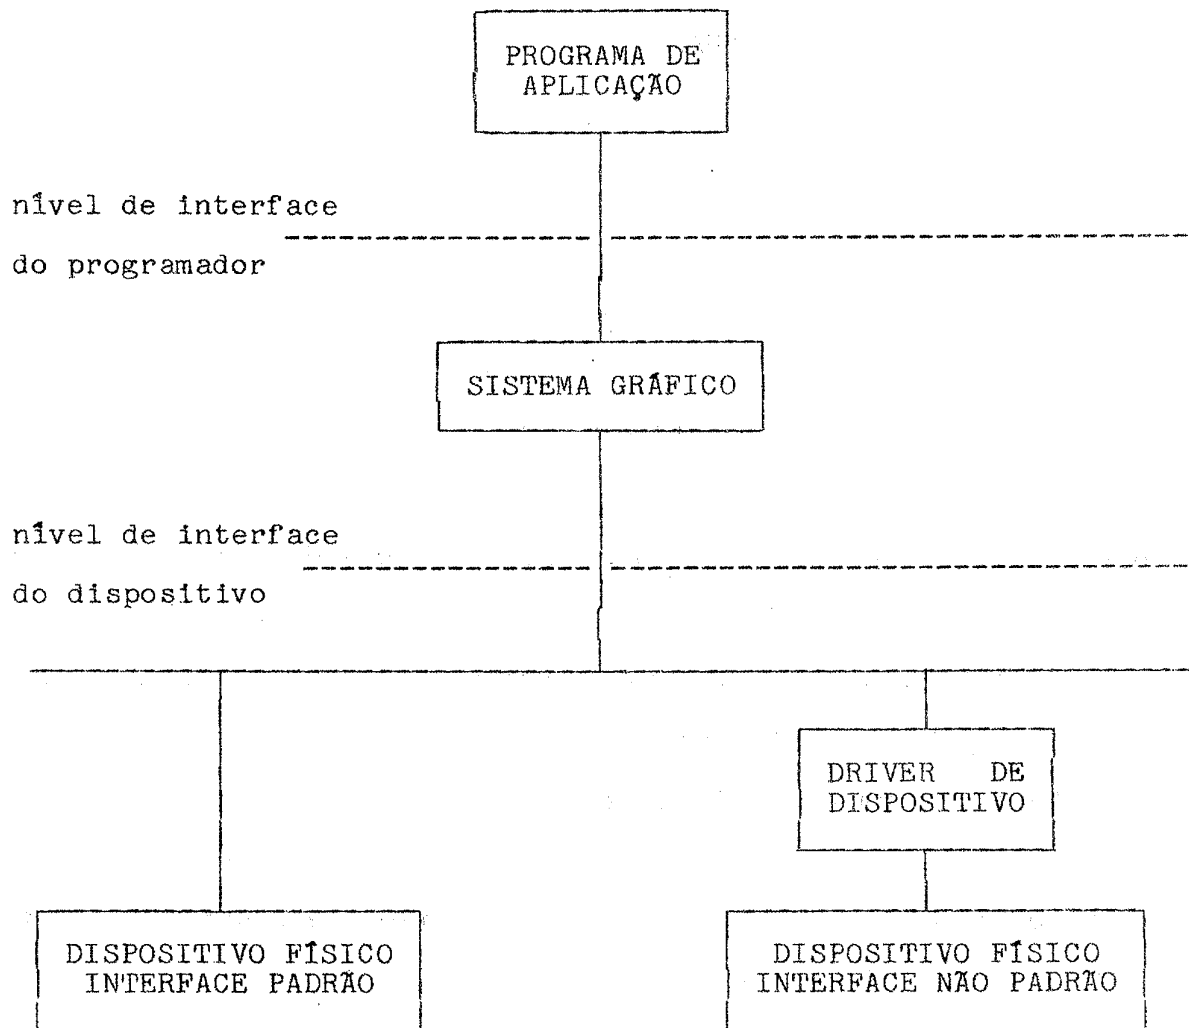 PROGRAMA DE
APLICAÇÃO
nível de interface
do programador
SISTEMA GRÁFICO
nível de interface
do dispositivo
DRIVER DE
DISPOSITIVO
DISPOSITIVO FÍSICO
INTERFACE PADRÃO
DISPOSITIVO FÍSICO
INTERFACE NÃO PADRÃO